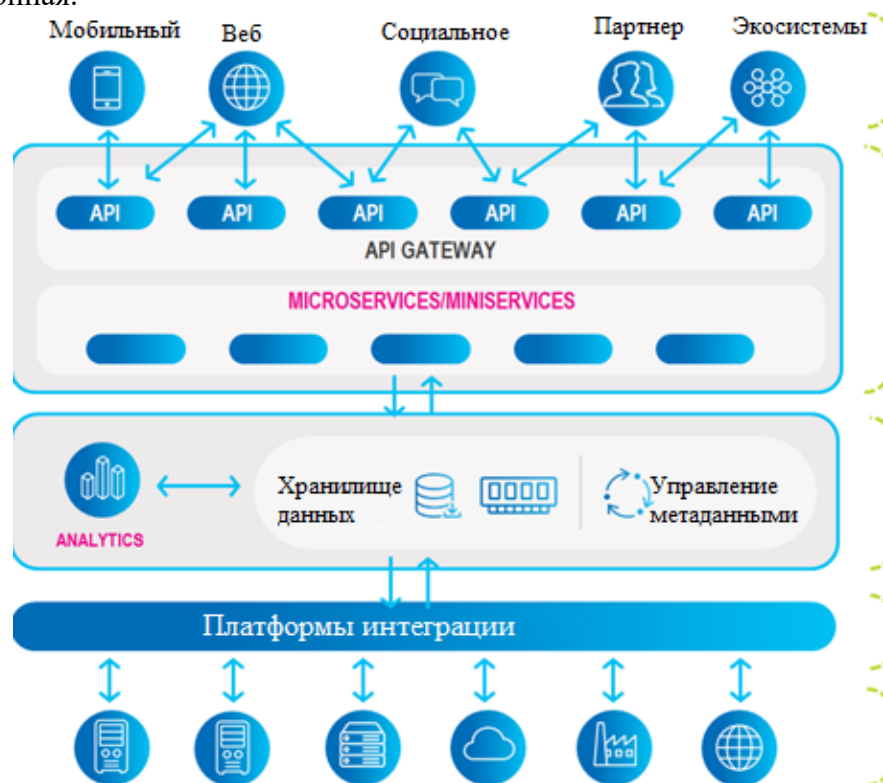 Мобильный
Веб
Социальное
Партнер
Экосистемы
API
API
API
API
API
API
API GATEWAY
MICROSERVICES/MINISERVICES
Хранилище
данных
Управление
метаданными
ANALYTICS
Платформы интеграции